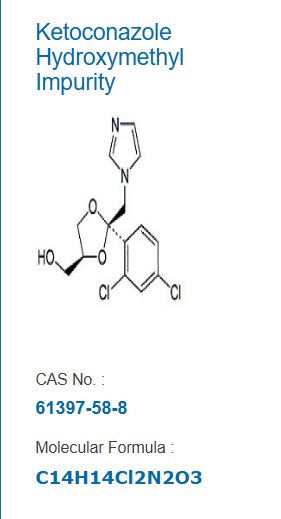 Ketoconazole
Hydroxymethyl
Impurity
N
N
O
O
HO
Cl
Cl
CAS No. :
61397-58-8
Molecular Formula :
C14H14Cl2N2O3